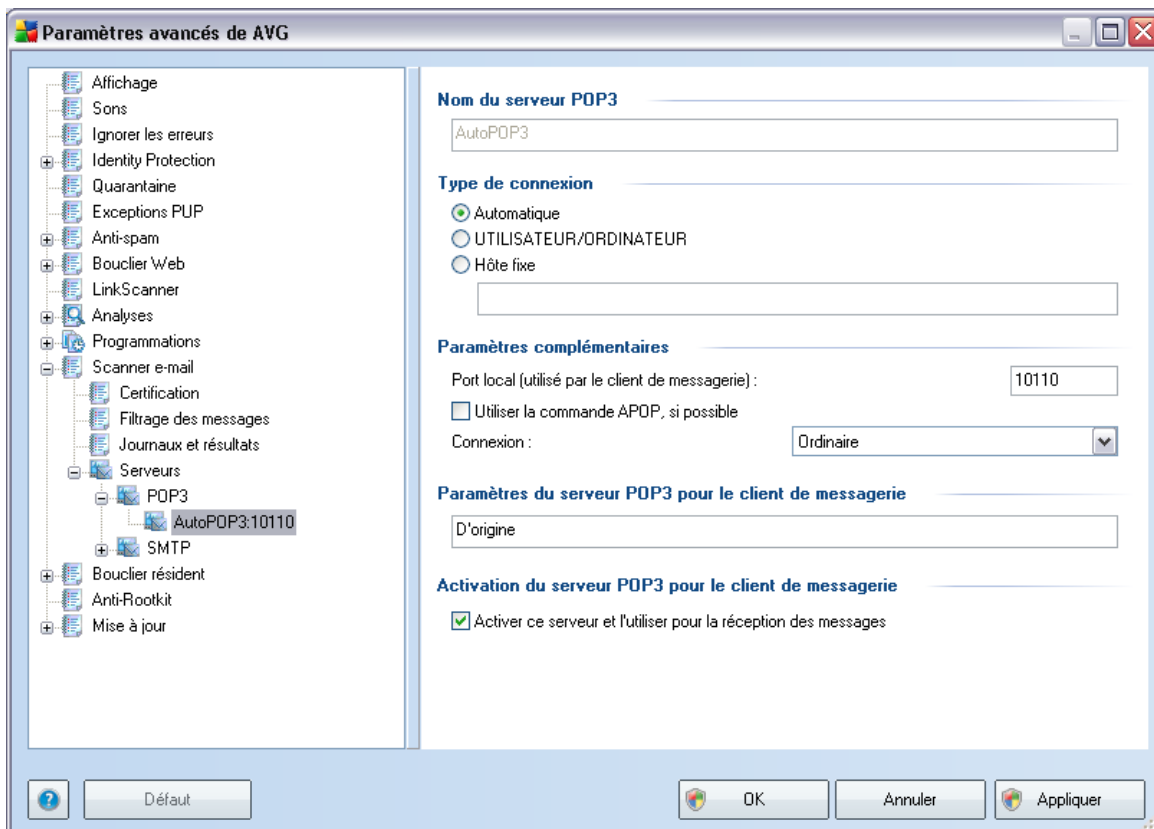 Paramètres avancés de AVG
Affichage
Sons
Ignorer les erreurs
Identity Protection
Quarantaine
Exceptions PUP
Anti-spam
Bouclier Web
LinkScanner
Analyses
Programmations
Scanner e-mail
Certification
Filtrage des messages
Journaux et résultats
Serveurs
POP3
AutoPOP3:10110
SMTP
Bouclier résident
Anti-Rootkit
Mise à jour
Nom du serveur POP3
AutoPOP3
Type de connexion
Automatique
UTILISATEUR/ORDINATEUR
Hôte fixe
Paramètres complémentaires
Port local (utilisé par le client de messagerie) : 10110
Utiliser la commande APOP, si possible
Connexion : Ordinaire
Paramètres du serveur POP3 pour le client de messagerie
D'origine
Activation du serveur POP3 pour le client de messagerie
Activer ce serveur et l'utiliser pour la réception des messages
? Défaut OK Annuler Appliquer